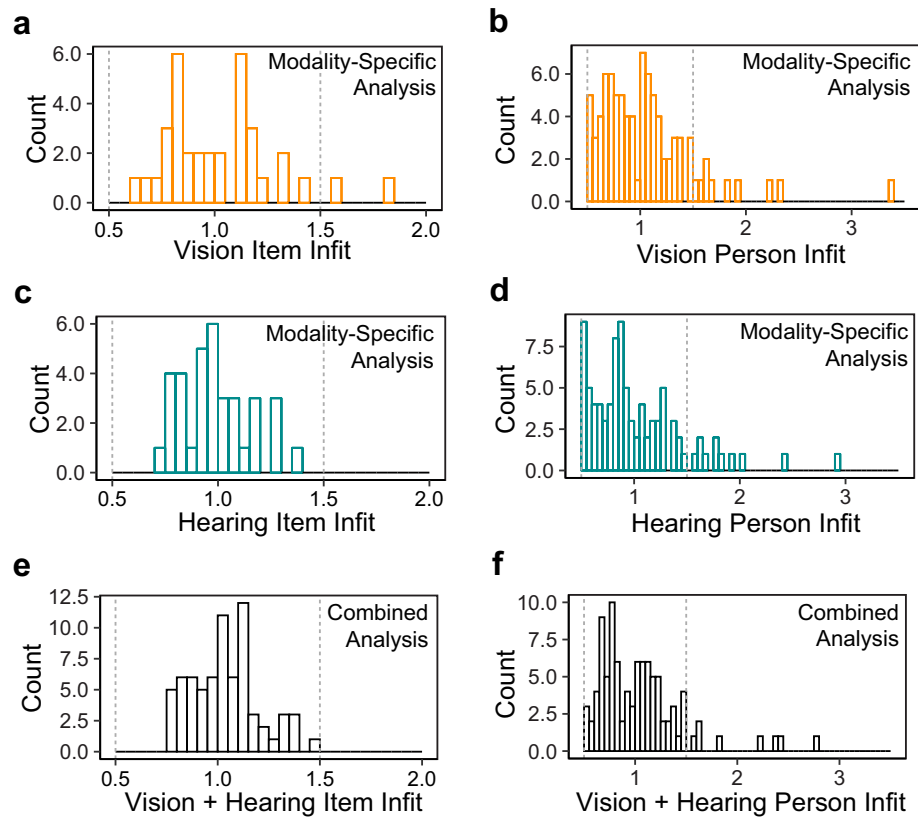 a
6.0
4.0
2.0
0.0
Count
Modality-Specific
Analysis
0.5 1.0 1.5 2.0
Vision Item Infit
b
6.0
4.0
2.0
0.0
Count
Modality-Specific
Analysis
1 2 3
Vision Person Infit
c
6.0
4.0
2.0
0.0
Count
Modality-Specific
Analysis
0.5 1.0 1.5 2.0
Hearing Item Infit
d
7.5
5.0
2.5
0.0
Count
Modality-Specific
Analysis
1 2 3
Hearing Person Infit
e
12.5
10.0
7.5
5.0
2.5
0.0
Count
Combined
Analysis
0.5 1.0 1.5 2.0
Vision + Hearing Item Infit
f
10.0
7.5
5.0
2.5
0.0
Count
Combined
Analysis
1 2 3
Vision + Hearing Person Infit